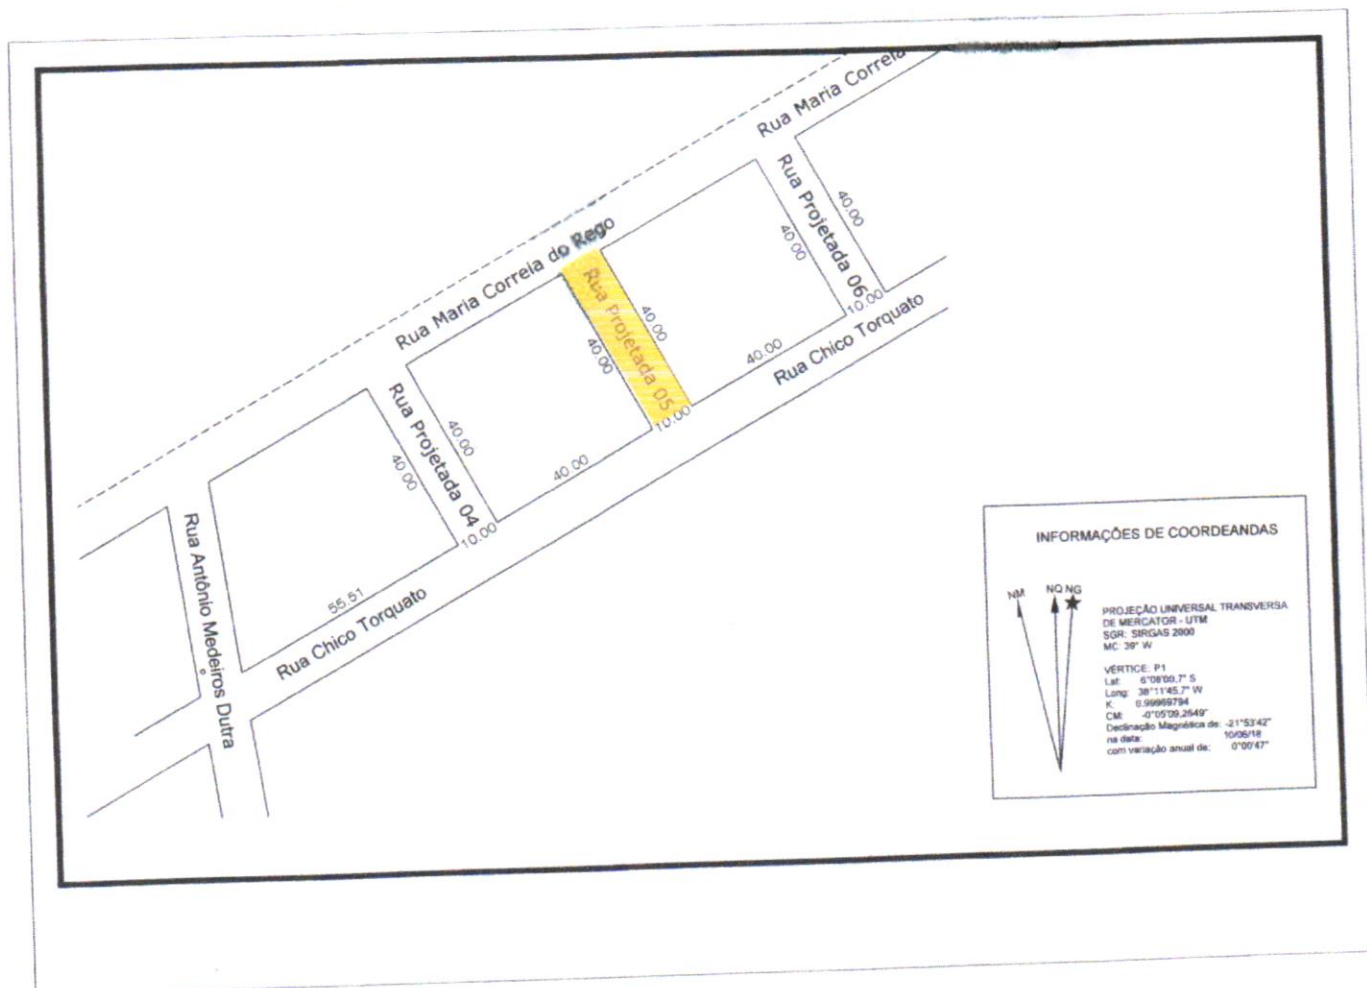 Rua Maria Correia
Rua Projetada 06
40.00
40.00
10.00
Rua Maria Correia do Rego
Rua Projetada 05
40.00
40.00
10.00
40.00
Rua Chico Torquato
Rua Projetada 04
40.00
40.00
10.00
40.00
55.51
Rua Chico Torquato
Rua Antônio Medeiros Dutra
INFORMAÇÕES DE COORDEANDAS
NM NQ NG
PROJEÇÃO UNIVERSAL TRANSVERSA
DE MERCATOR - UTM
SGR: SIRGAS 2000
MC: 39° W
VÉRTICE: P1
Lat: 6°08'00,7" S
Long: 38°11'45,7" W
K: 0.99969794
CM: -0°05'09,2649"
Declinação Magnética de: -21°53'42"
na data: 10/06/18
com variação anual de: 0°00'47"